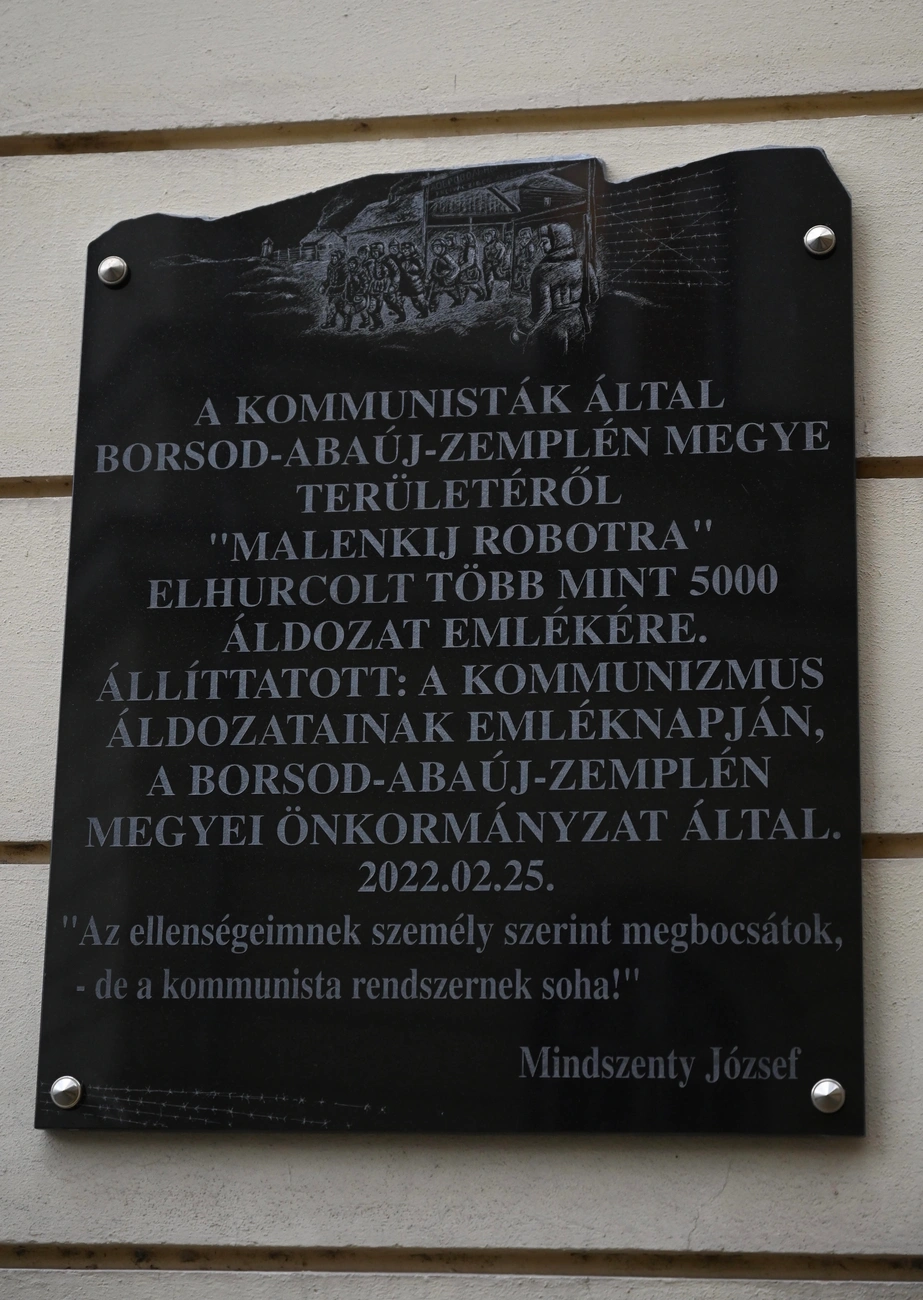 A KOMMUNISTÁK ÁLTAL
BORSOD-ABAÚJ-ZEMPLÉN MEGYE
TERÜLETÉRŐL
"MALENKIJ ROBOTRA"
ELHURCOLT TÖBB MINT 5000
ÁLDOZAT EMLÉKÉRE.
ÁLLÍTTATOTT: A KOMMUNIZMUS
ÁLDOZATAINAK EMLÉKNAPJÁN,
A BORSOD-ABAÚJ-ZEMPLÉN
MEGYEI ÖNKORMÁNYZAT ÁLTAL.
2022.02.25.
"Az ellenségeimnek személy szerint megbocsátok,
- de a kommunista rendszernek soha!"
Mindszenty József